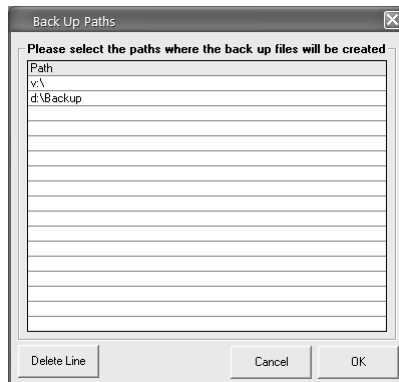 Back Up Paths
Please select the paths where the back up files will be created
Path
v:\
d:\Backup
Delete Line
Cancel
OK